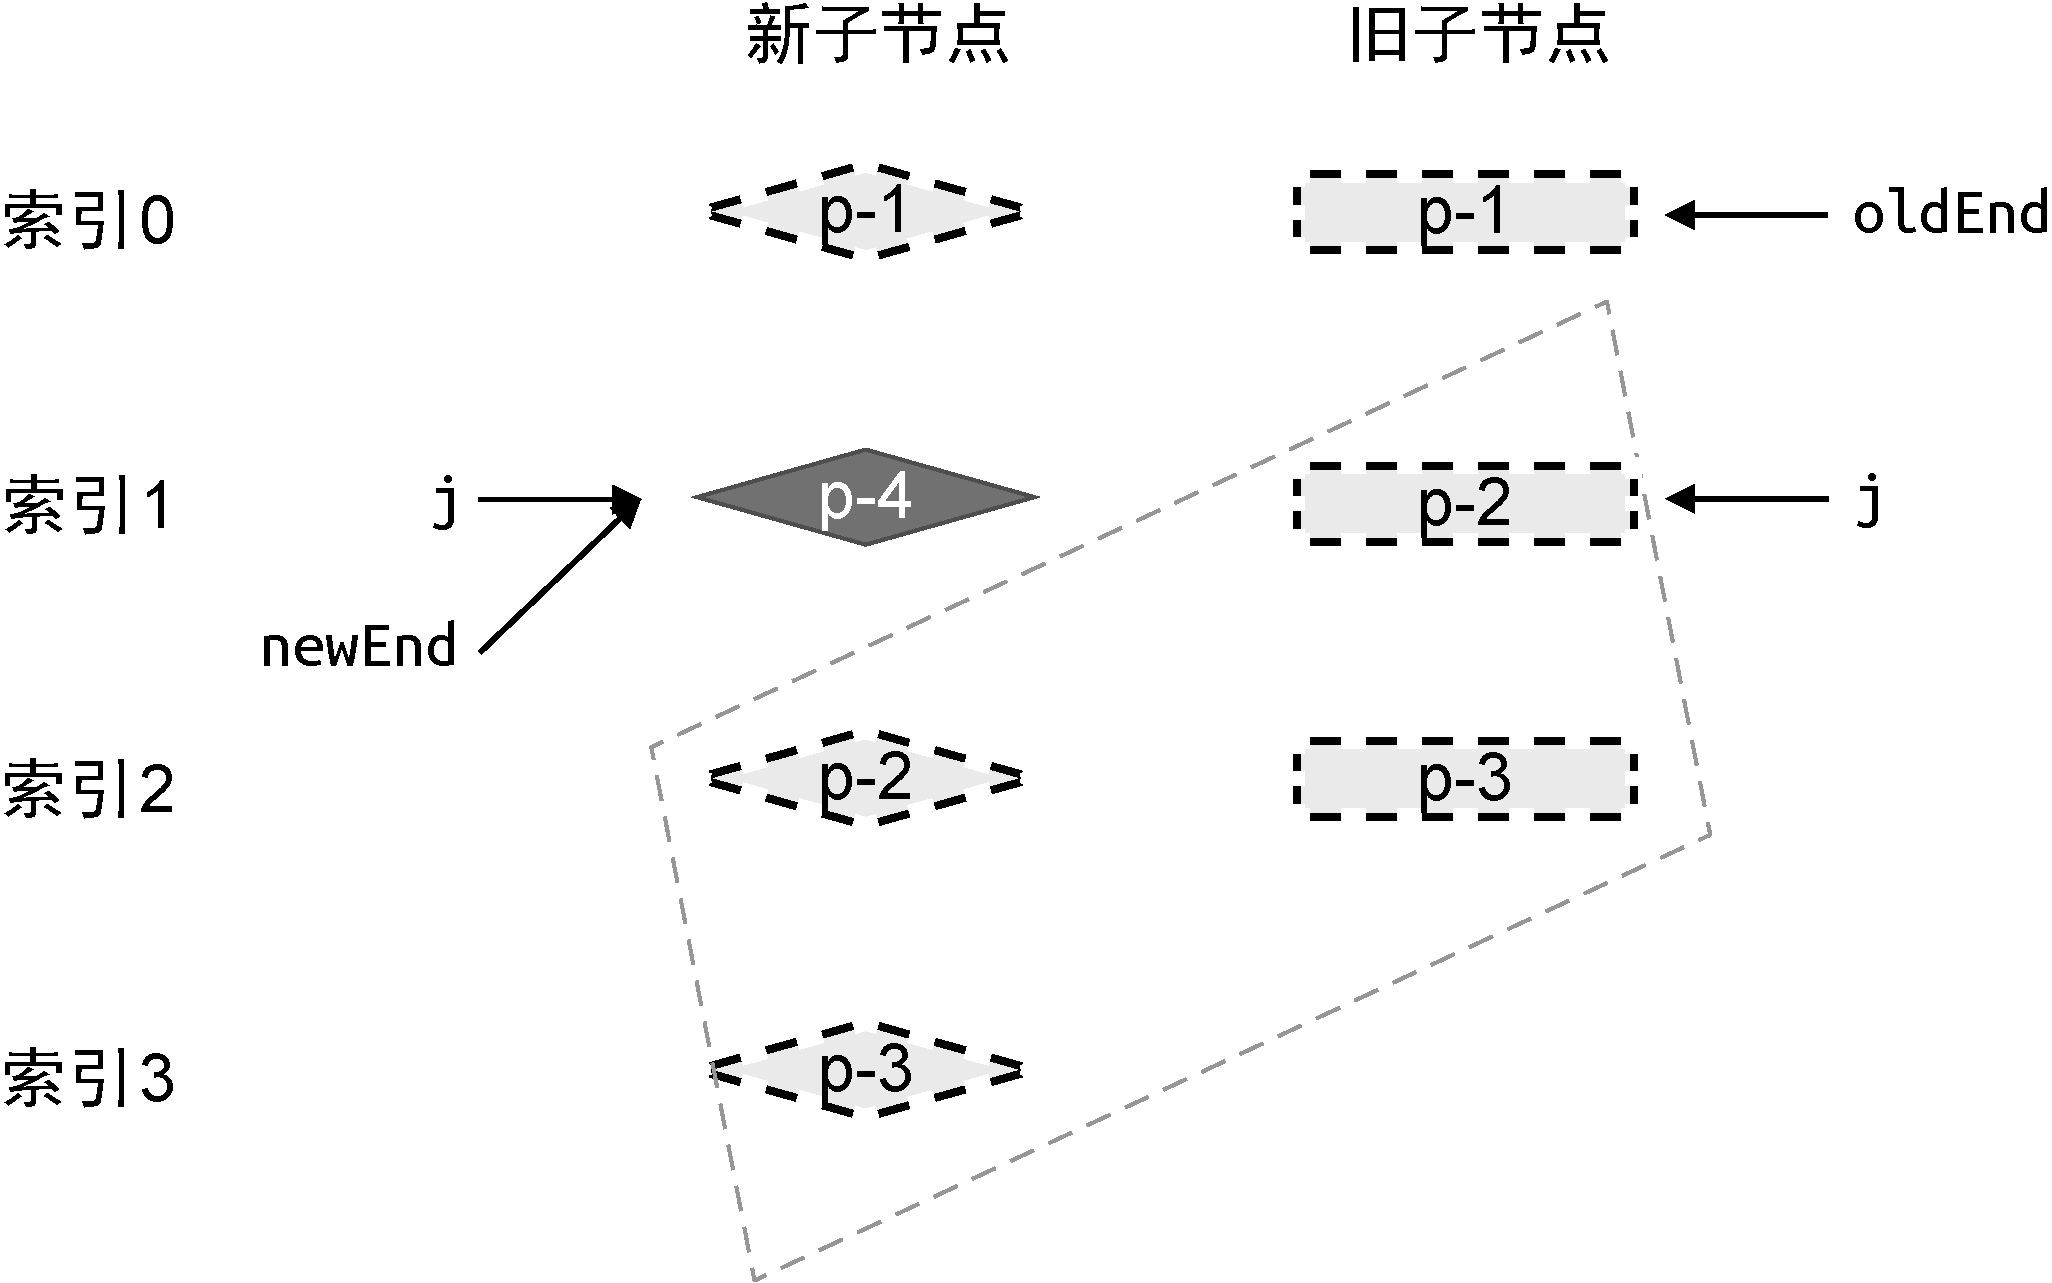 新子节点 旧子节点
索引0 p-1 p-1 oldEnd
索引1 j p-4 p-2 j
newEnd
索引2 p-2 p-3
索引3 p-3